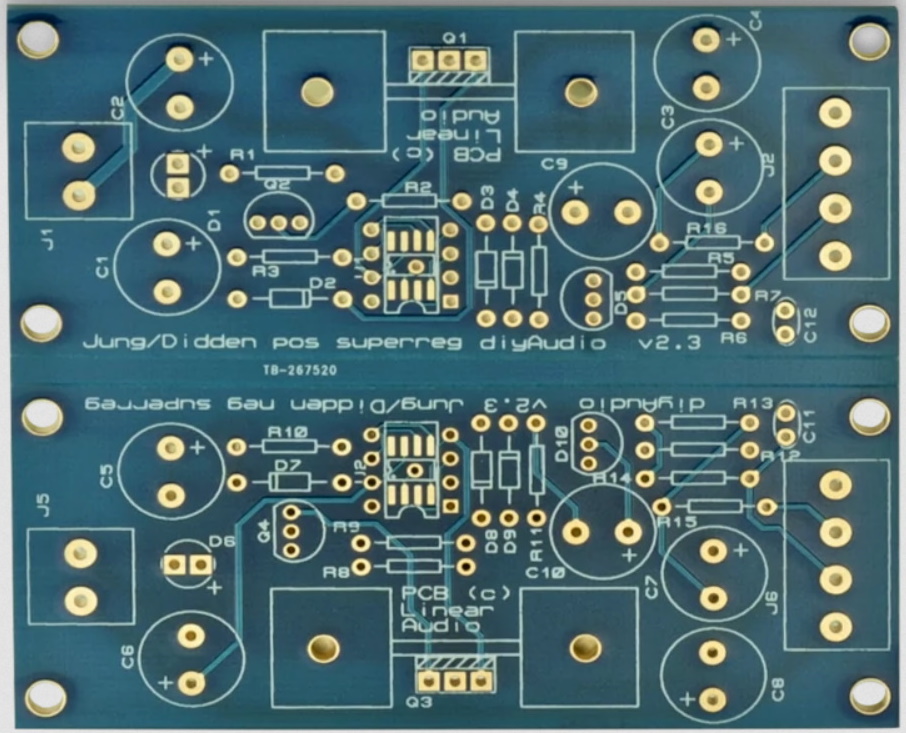 C4
Q1
C2
+
+
Audio
Linear
PCB (c)
C3
+
R1
+
C9
J2
Q2
R2
D3
D4
R4
+
D1
J1
C1
+
R16
U1
R3
R5
D2
D5
R7
R6
C12
Jung/Didden pos superreg diyAudio v2.3
TB-267520
Jung/Didden neg superreg
v2.3
diyAudio
R13
C11
R10
D10
+
C5
D7
R12
R14
J5
Q4
R9
R15
D8
D9
R11
D6
+
R8
C10
+
+
C7
J6
PCB (c)
Linear
Audio
C6
+
Q3
+
C8